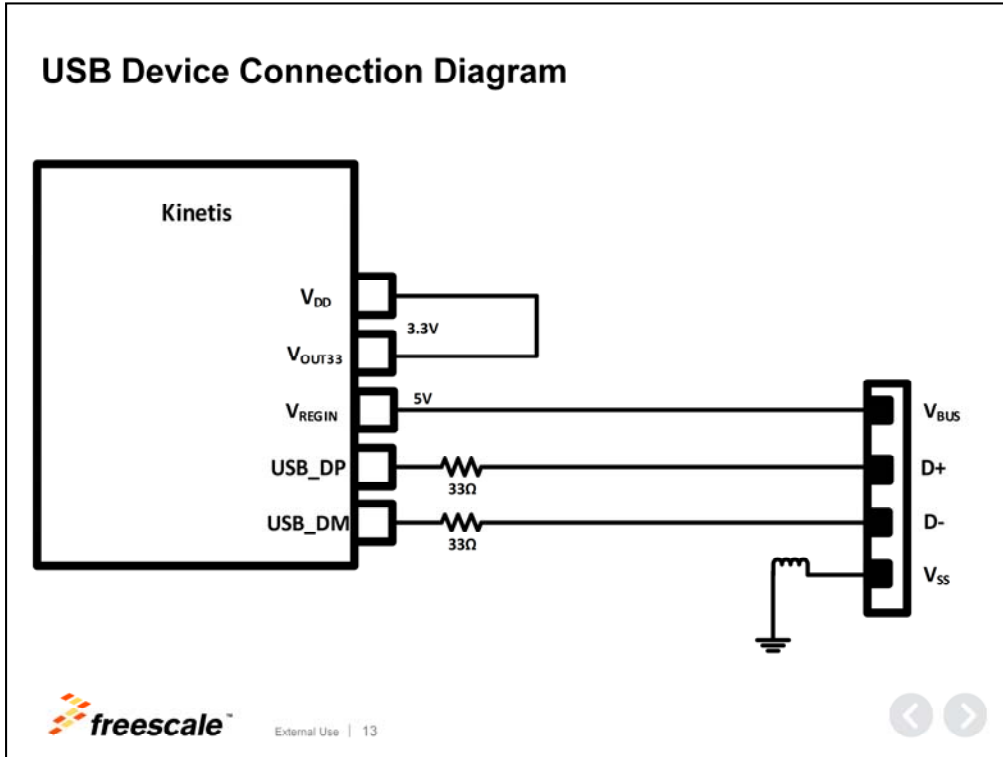 USB Device Connection Diagram
Kinetis
VDD
3.3V
VOUT33
VREGIN
5V
VBUS
USB_DP
33Ω
D+
USB_DM
33Ω
D-
VSS
freescale™
External Use | 13